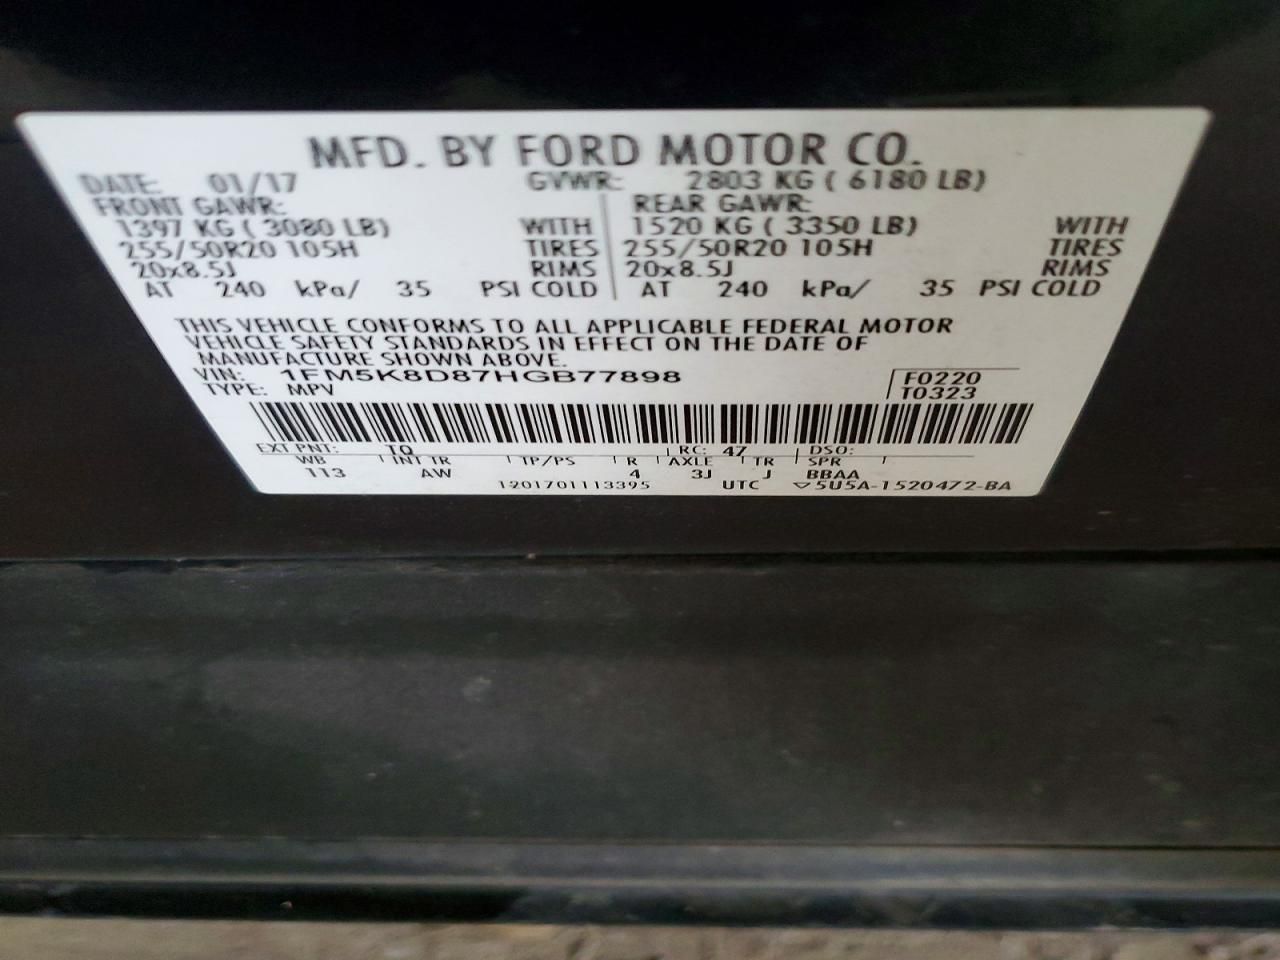 MFD. BY FORD MOTOR CO.
DATE: 01/17 GVWR: 2803 KG ( 6180 LB)
FRONT GAWR: REAR GAWR:
1397 KG ( 3080 LB) WITH 1520 KG ( 3350 LB) WITH
255/50R20 105H TIRES 255/50R20 105H TIRES
20x8.5J RIMS 20x8.5J RIMS
AT 240 kPa/ 35 PSI COLD AT 240 kPa/ 35 PSI COLD
THIS VEHICLE CONFORMS TO ALL APPLICABLE FEDERAL MOTOR
VEHICLE SAFETY STANDARDS IN EFFECT ON THE DATE OF
MANUFACTURE SHOWN ABOVE.
VIN: 1FM5K8D87HGB77898 F0220
TYPE: MPV T0323
EXT PNT: TQ RC: 47 DSO:
WB INT TR TP/PS R AXLE TR SPR
113 AW 4 3J J BBAA
1201701113395 UTC ▽5U5A-1520472-BA